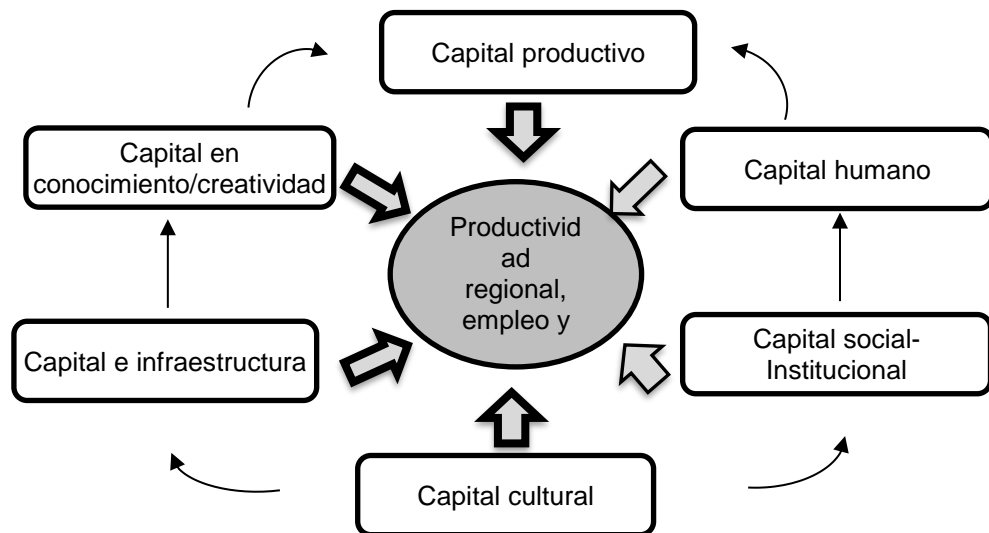 Capital productivo
Capital en
conocimiento/creatividad
Capital humano
Productivid
ad
regional,
empleo y
Capital e infraestructura
Capital social-
Institucional
Capital cultural